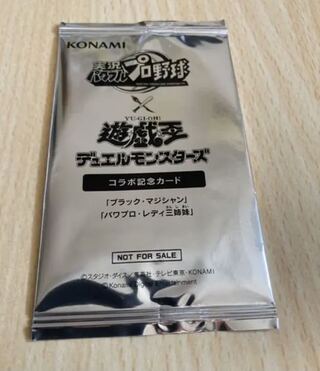 KONAMI
実況パワフルプロ野球
×
YU-GI-OH!
遊戯王
デュエルモンスターズ
コラボ記念カード
「ブラック・マジシャン」
「パワプロ・レディ三姉妹」
NOT FOR SALE
©スタジオ・ダイス/集英社・テレビ東京・KONAMI
©Konami Digital Entertainment